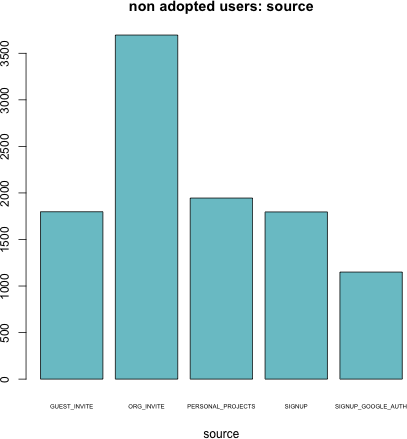 non adopted users: source
3500
3000
2500
2000
1500
1000
500
0
GUEST_INVITE ORG_INVITE PERSONAL_PROJECTS SIGNUP SIGNUP_GOOGLE_AUTH
source